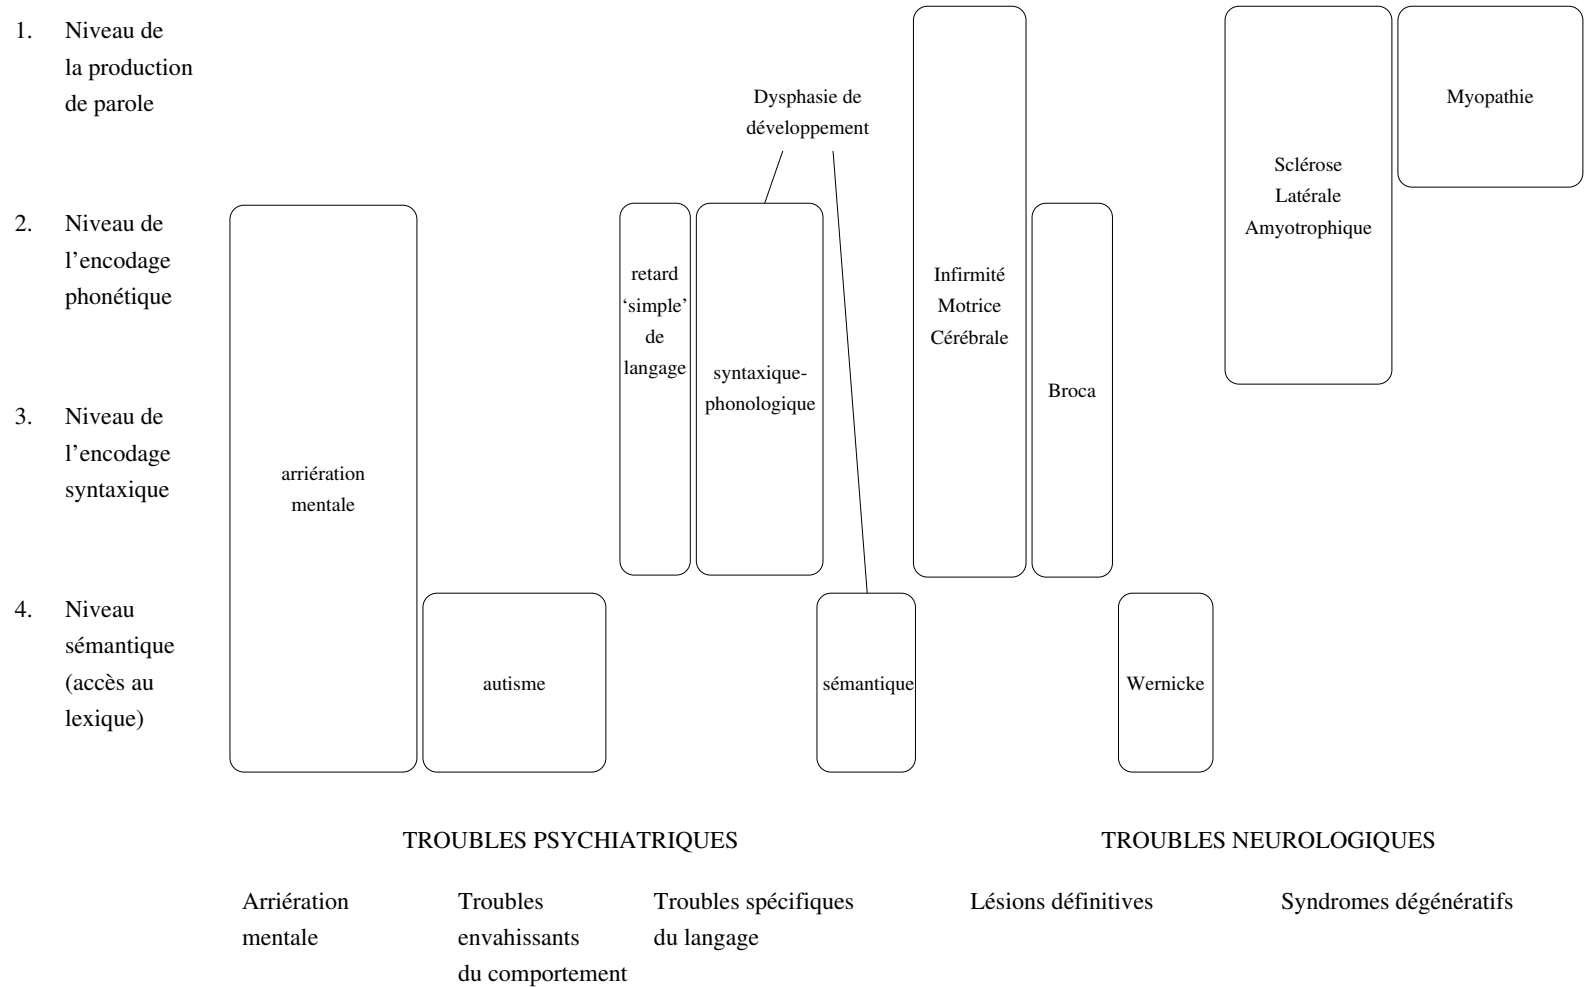 1. Niveau de
la production
de parole
2. Niveau de
l’encodage
phonétique
3. Niveau de
l’encodage
syntaxique
4. Niveau
sémantique
(accès au
lexique)
arriération
mentale
autisme
retard
‘simple’
de
langage
Dysphasie de
développement
syntaxique-
phonologique
sémantique
Infirmité
Motrice
Cérébrale
Broca
Wernicke
Sclérose
Latérale
Amyotrophique
Myopathie
TROUBLES PSYCHIATRIQUES
TROUBLES NEUROLOGIQUES
Arriération
mentale
Troubles
envahissants
du comportement
Troubles spécifiques
du langage
Lésions définitives
Syndromes dégénératifs